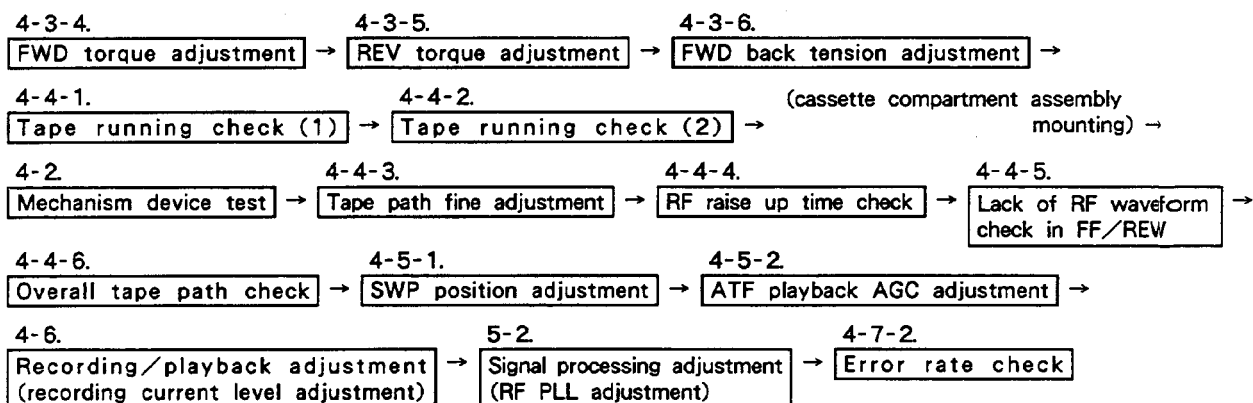 4-3-4. 4-3-5. 4-3-6.
FWD torque adjustment → REV torque adjustment → FWD back tension adjustment →
4-4-1. 4-4-2. (cassette compartment assembly
Tape running check (1) → Tape running check (2) → mounting) →
4-2. 4-4-3. 4-4-4. 4-4-5.
Mechanism device test → Tape path fine adjustment → RF raise up time check → Lack of RF waveform →
check in FF/REW
4-4-6. 4-5-1. 4-5-2.
Overall tape path check → SWP position adjustment → ATF playback AGC adjustment →
4-6. 5-2. 4-7-2.
Recording/playback adjustment → Signal processing adjustment → Error rate check
(recording current level adjustment) (RF PLL adjustment)